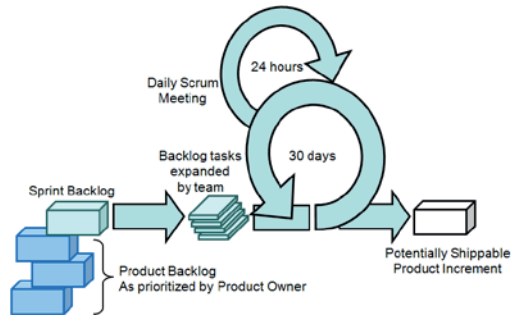 24 hours
Daily Scrum
Meeting
Backlog tasks
expanded
by team
30 days
Sprint Backlog
Potentially Shippable
Product Increment
Product Backlog
As prioritized by Product Owner